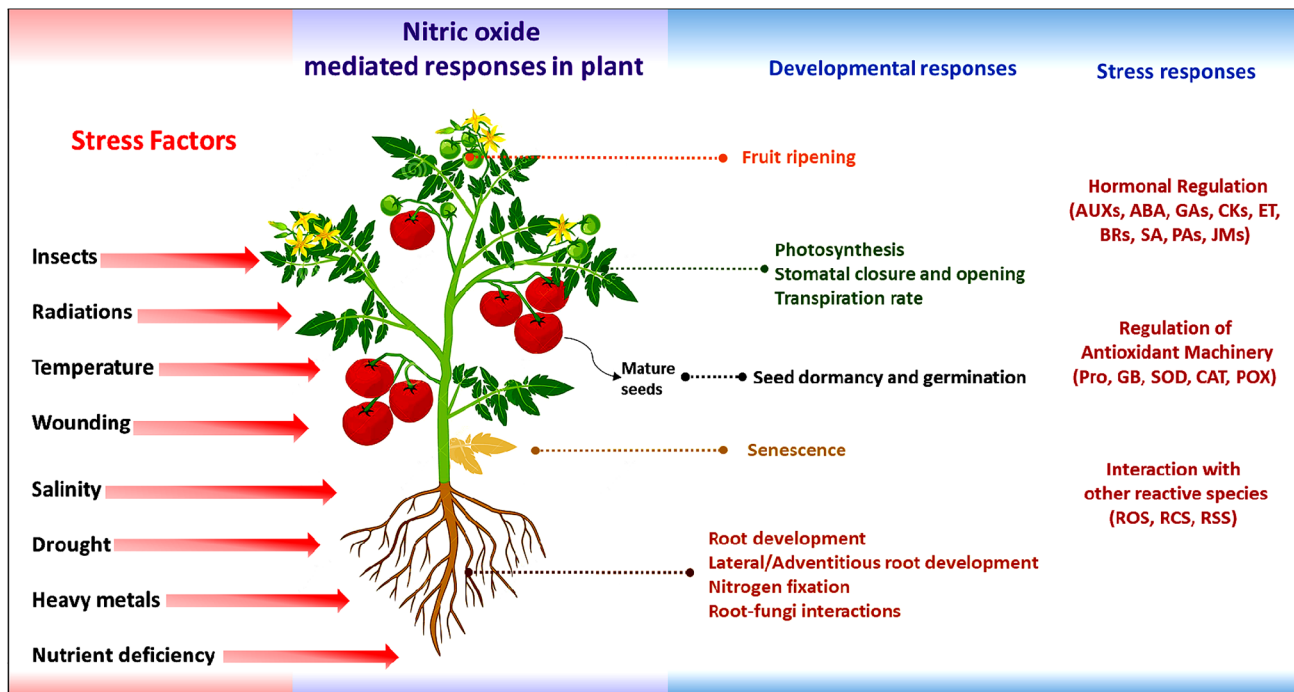 Nitric oxide
mediated responses in plant
Developmental responses
Stress responses
Stress Factors
Insects
Radiations
Temperature
Wounding
Salinity
Drought
Heavy metals
Nutrient deficiency
Fruit ripening
Photosynthesis
Stomatal closure and opening
Transpiration rate
Mature
seeds
Seed dormancy and germination
Senescence
Root development
Lateral/Adventitious root development
Nitrogen fixation
Root-fungi interactions
Hormonal Regulation
(AUXs, ABA, GAs, CKs, ET,
BRs, SA, PAs, JMs)
Regulation of
Antioxidant Machinery
(Pro, GB, SOD, CAT, POX)
Interaction with
other reactive species
(ROS, RCS, RSS)